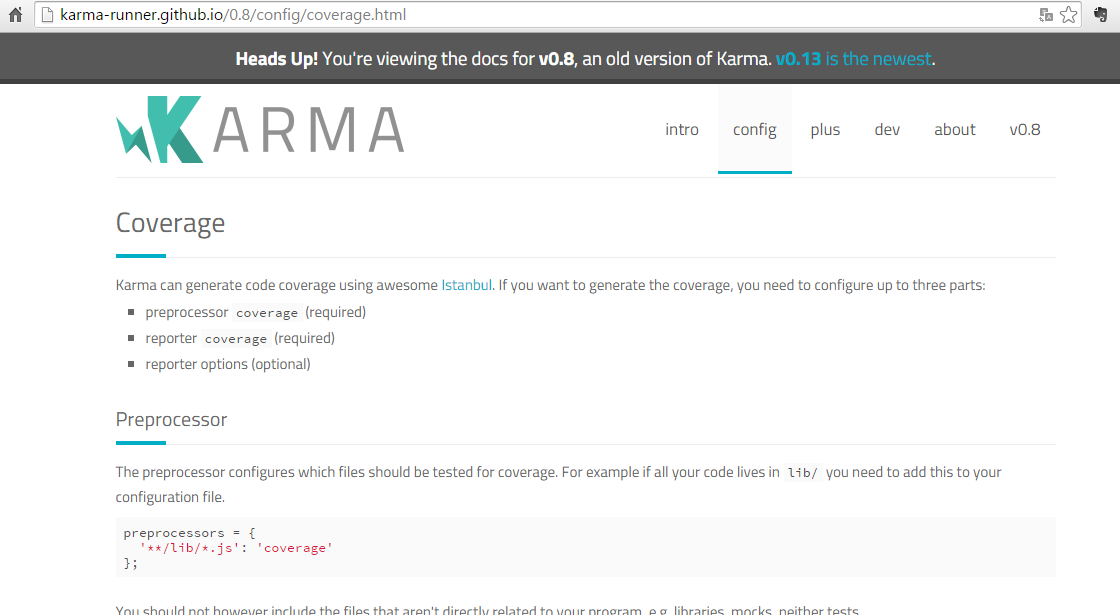 karma-runner.github.io/0.8/config/coverage.html
Heads Up! You're viewing the docs for v0.8, an old version of Karma. v0.13 is the newest.
KARMA
intro config plus dev about v0.8
Coverage
Karma can generate code coverage using awesome Istanbul. If you want to generate the coverage, you need to configure up to three parts:
preprocessor coverage (required)
reporter coverage (required)
reporter options (optional)
Preprocessor
The preprocessor configures which files should be tested for coverage. For example if all your code lives in lib/ you need to add this to your
configuration file.
preprocessors = {
'**/lib/*.js': 'coverage'
};
You should not however include the files that aren't directly related to your program, e.g. libraries, mocks, neither tests.